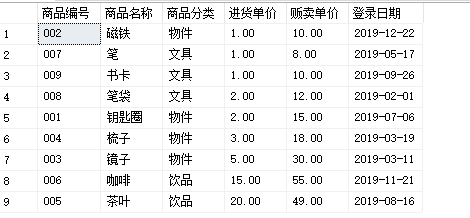 商品编号 商品名称 商品分类 进货单价 贩卖单价 登录日期
1 002 磁铁 物件 1.00 10.00 2019-12-22
2 007 笔 文具 1.00 8.00 2019-05-17
3 009 书卡 文具 1.00 10.00 2019-09-26
4 008 笔袋 文具 2.00 12.00 2019-02-01
5 001 钥匙圈 物件 2.00 15.00 2019-07-06
6 004 梳子 物件 3.00 18.00 2019-03-19
7 003 镜子 物件 5.00 30.00 2019-03-11
8 006 咖啡 饮品 15.00 55.00 2019-11-21
9 005 茶叶 饮品 20.00 49.00 2019-08-16